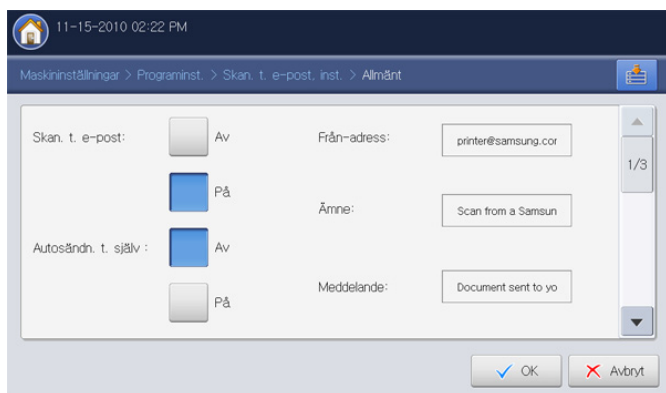 11-15-2010 02:22 PM
Maskininställningar > Programinst. > Skan. t. e-post, inst. > Allmänt
Skan. t. e-post:
Av
Från-adress:
printer@samsung.cor
1/3
På
Ämne:
Scan from a Samsun
Autosändn. t. själv :
Av
Meddelande:
Document sent to yo
På
OK
Avbryt